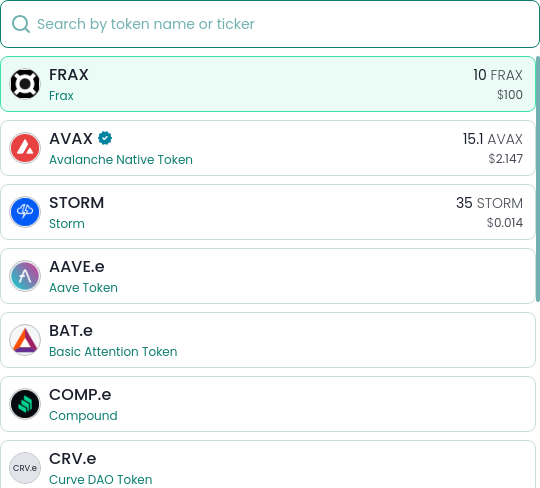 Search by token name or ticker
FRAX 10 FRAX
Frax $100
AVAX 15.1 AVAX
Avalanche Native Token $2.147
STORM 35 STORM
Storm $0.014
AAVE.e
Aave Token
BAT.e
Basic Attention Token
COMP.e
Compound
CRV.e CRV.e
Curve DAO Token